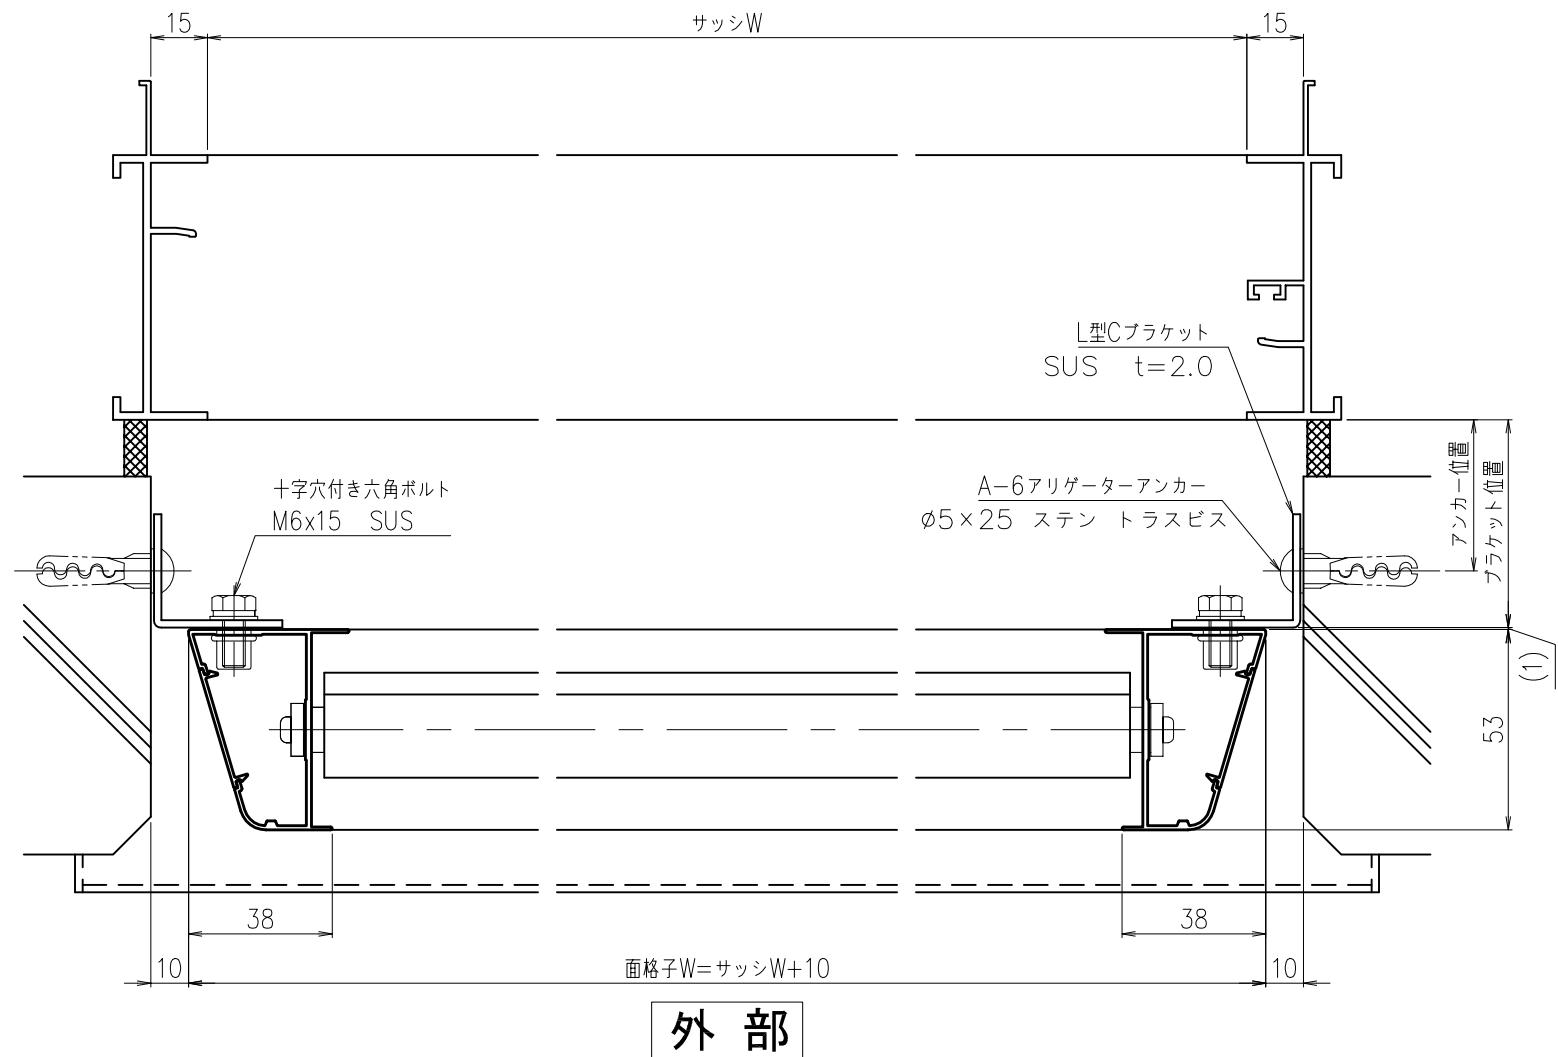 15
サッシW
15
L型Cブラケット
SUS t=2.0
十字穴付き六角ボルト
M6x15 SUS
A-6アリゲーターアンカー
φ5×25 ステン トラスビス
アンカー位置
ブラケット位置
(1)
53
38
38
10
面格子W=サッシW+10
10
外 部